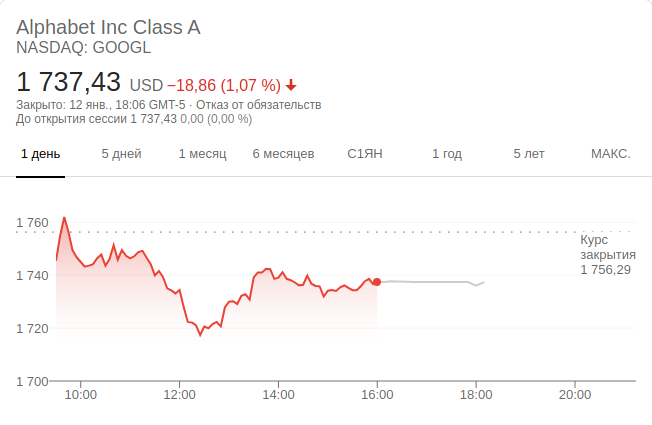 Alphabet Inc Class A
NASDAQ: GOOGL
1 737,43 USD −18,86 (1,07 %)
Закрыто: 12 янв., 18:06 GMT-5 · Отказ от обязательств
До открытия сессии 1 737,43 0,00 (0,00 %)
1 день 5 дней 1 месяц 6 месяцев С1ЯН 1 год 5 лет МАКС.
1 760
Курс
закрытия
1 756,29
1 740
1 720
1 700
10:00 12:00 14:00 16:00 18:00 20:00